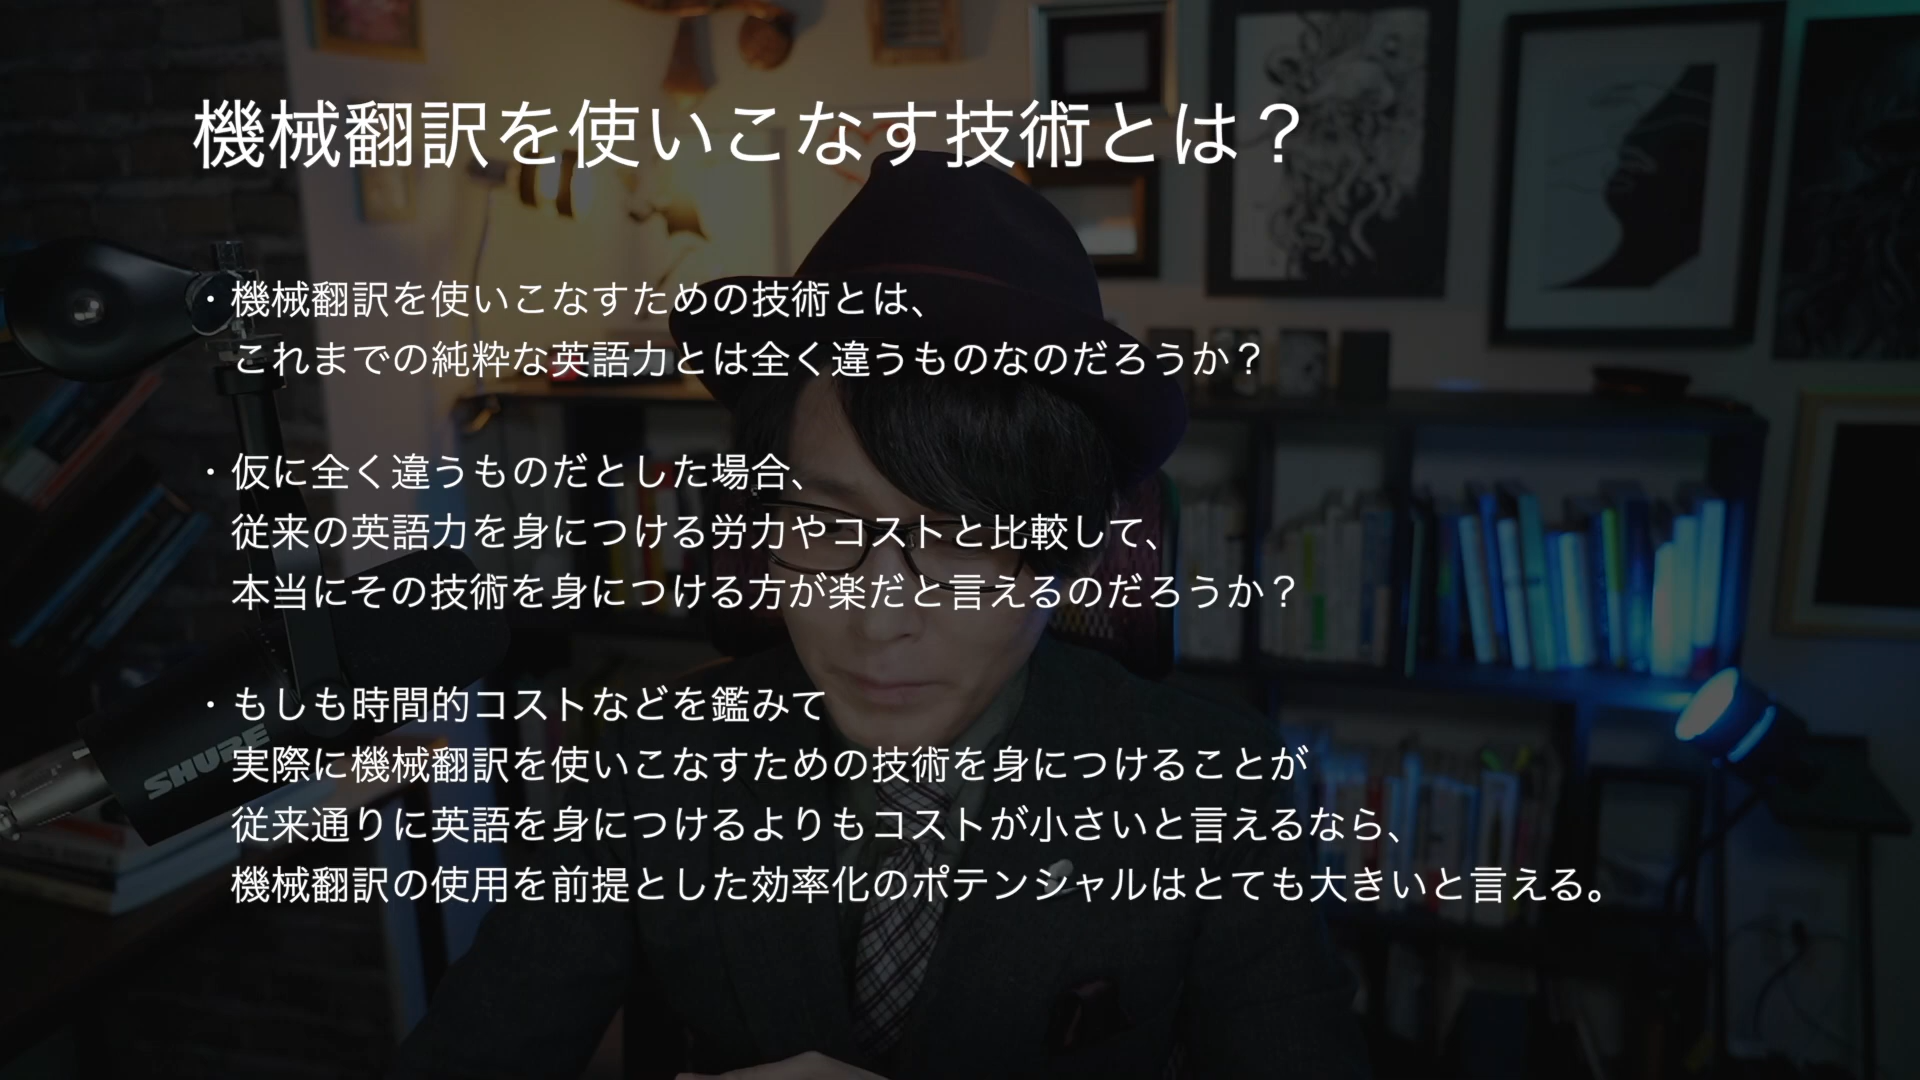 機械翻訳を使いこなす技術とは？
・機械翻訳を使いこなすための技術とは、
これまでの純粋な英語力とは全く違うものなのだろうか？
・仮に全く違うものだとした場合、
従来の英語力を身につける労力やコストと比較して、
本当にその技術を身につける方が楽だと言えるのだろうか？
・もしも時間的コストなどを鑑みて
実際に機械翻訳を使いこなすための技術を身につけることが
従来通りに英語を身につけるよりもコストが小さいと言えるなら、
機械翻訳の使用を前提とした効率化のポテンシャルはとても大きいと言える。
SHURE